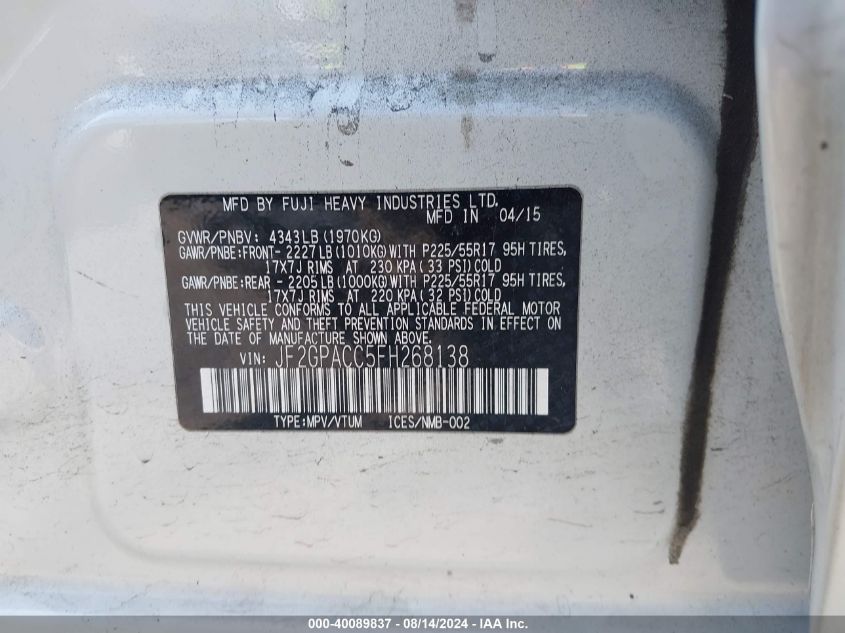 MFD BY FUJI HEAVY INDUSTRIES LTD.
MFD IN 04/15
GVWR/PNBV: 4343LB(1970KG)
GAWR/PNBE:FRONT- 2227LB(1010KG)WITH P225/55R17 95H TIRES,
17X7J RIMS AT 230 KPA(33 PSI)COLD
GAWR/PNBE:REAR - 2205LB(1000KG)WITH P225/55R17 95H TIRES,
17X7J RIMS AT 220 KPA(32 PSI)COLD
THIS VEHICLE CONFORMS TO ALL APPLICABLE FEDERAL MOTOR
VEHICLE SAFETY AND THEFT PREVENTION STANDARDS IN EFFECT ON
THE DATE OF MANUFACTURE SHOWN ABOVE.
VIN: JF2GPACC5FH268138
TYPE:MPV/VTUM ICES/NMB-002
000-40089837 - 08/14/2024 - IAA Inc.